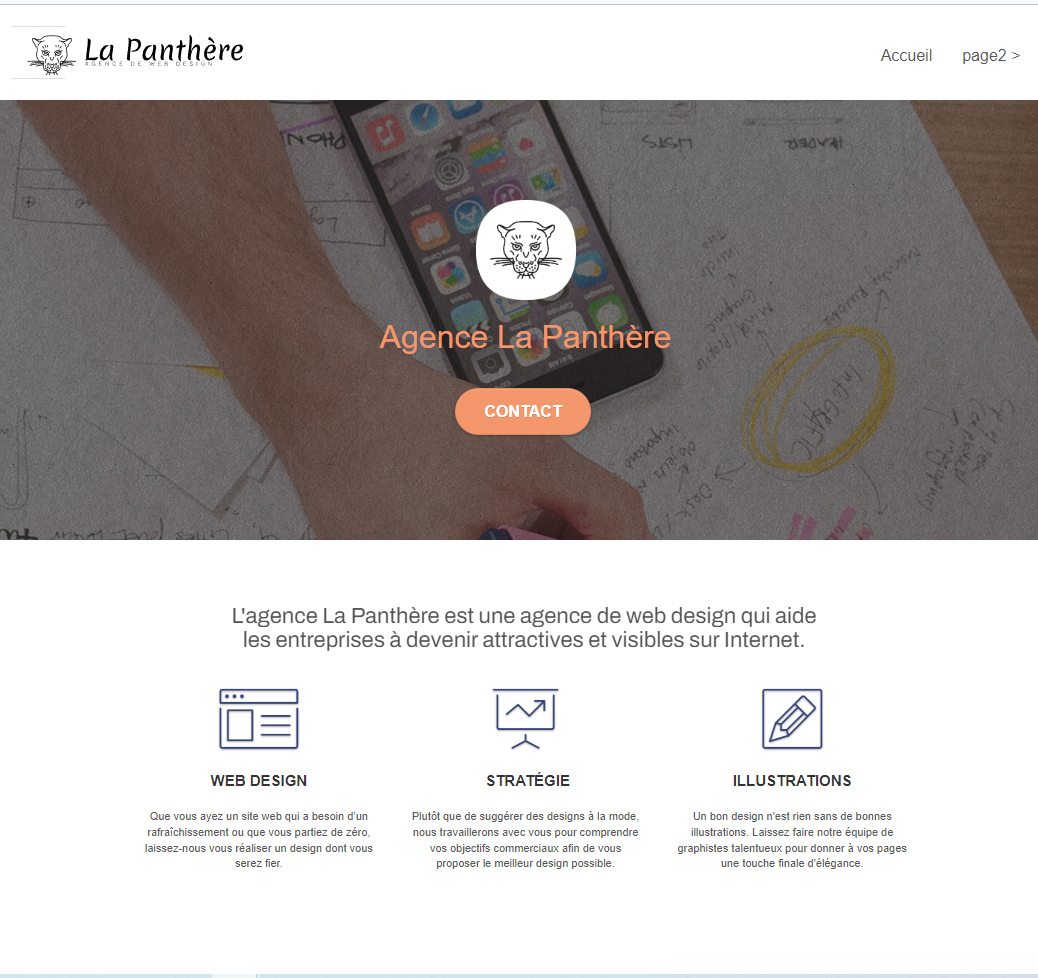 La Panthère
AGENCE DE WEB DESIGN
Accueil
page2 >
PHON
LISTS
HEADER
Agence La Panthère
CONTACT
L'agence La Panthère est une agence de web design qui aide
les entreprises à devenir attractives et visibles sur Internet.
WEB DESIGN
Que vous ayez un site web qui a besoin d'un
rafraîchissement ou que vous partiez de zéro,
laissez-nous vous réaliser un design dont vous
serez fier.
STRATÉGIE
Plutôt que de suggérer des designs à la mode,
nous travaillerons avec vous pour comprendre
vos objectifs commerciaux afin de vous
proposer le meilleur design possible.
ILLUSTRATIONS
Un bon design n'est rien sans de bonnes
illustrations. Laissez faire notre équipe de
graphistes talentueux pour donner à vos pages
une touche finale d'élégance.